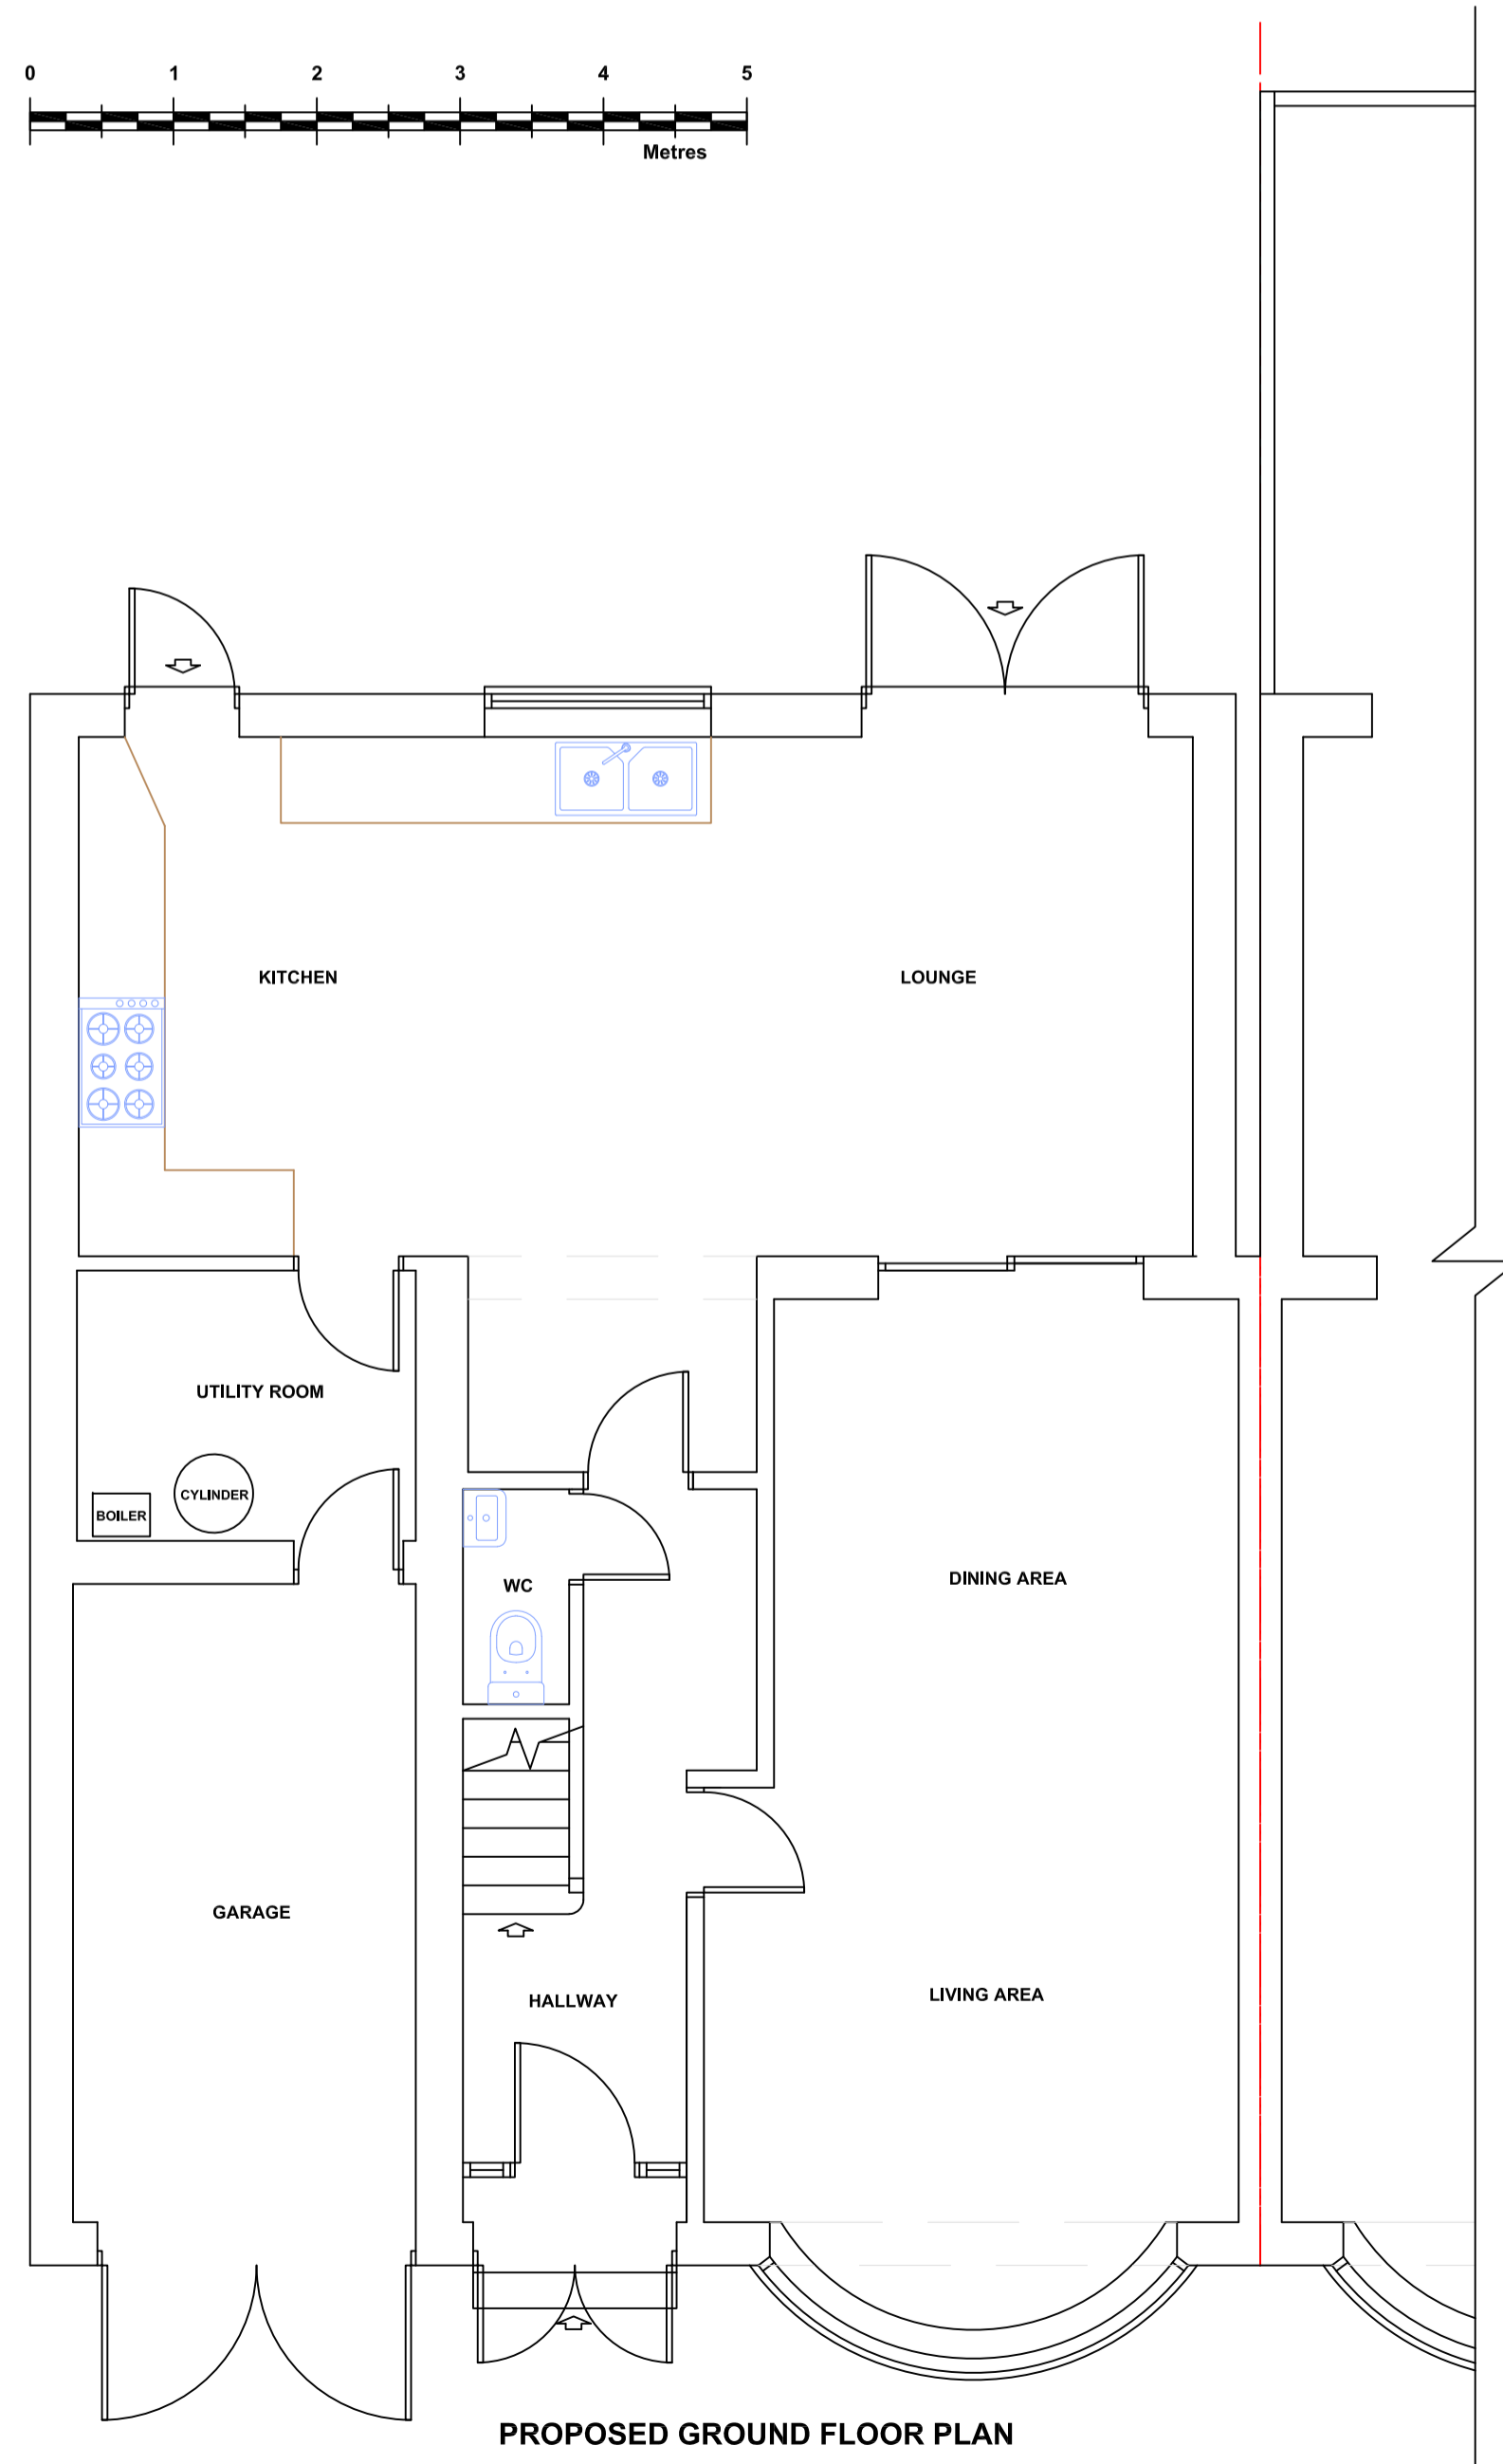 0 1 2 3 4 5
Metres
KITCHEN
LOUNGE
UTILITY ROOM
CYLINDER
BOILER
WC
DINING AREA
GARAGE
LIVING AREA
HALLWAY
PROPOSED GROUND FLOOR PLAN